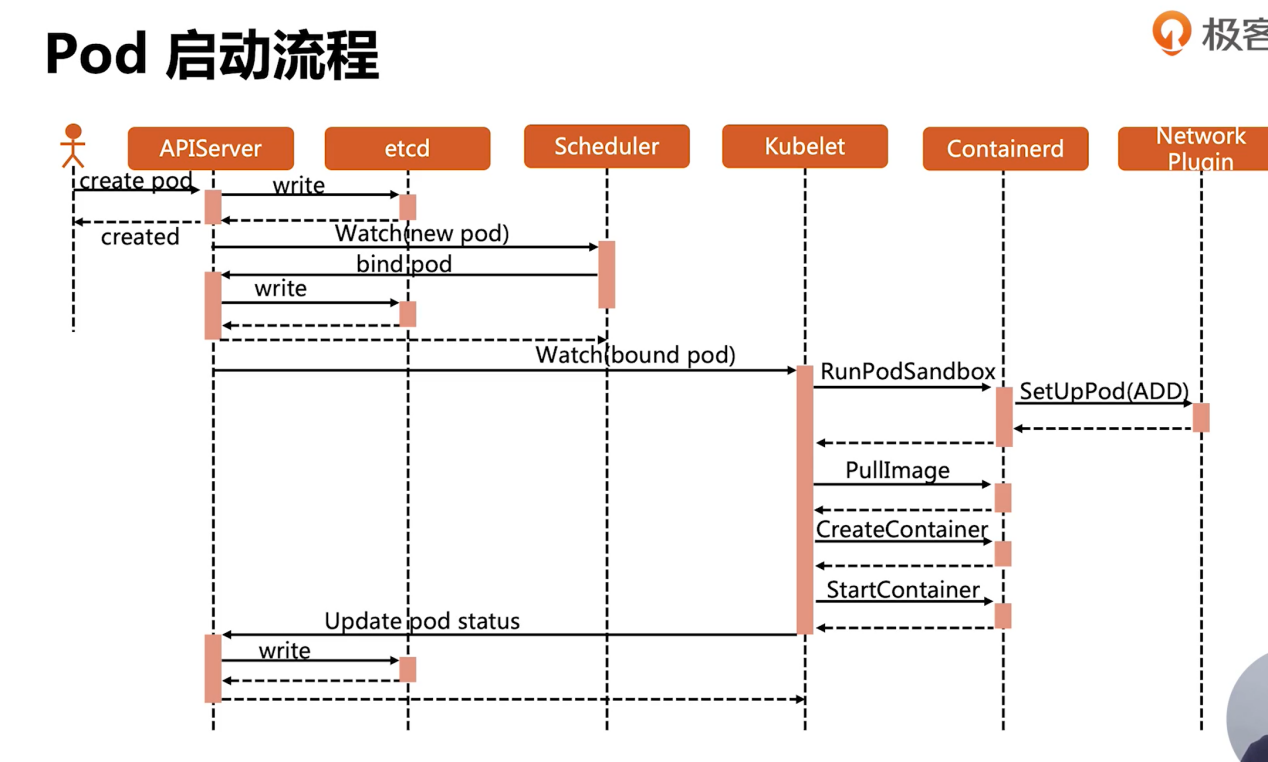 Pod 启动流程
极客
APIServer
etcd
Scheduler
Kubelet
Containerd
Network
Plugin
create pod
write
created
Watch(new pod)
bind pod
write
Watch(bound pod)
RunPodSandbox
SetUpPod(ADD)
PullImage
CreateContainer
StartContainer
Update pod status
write